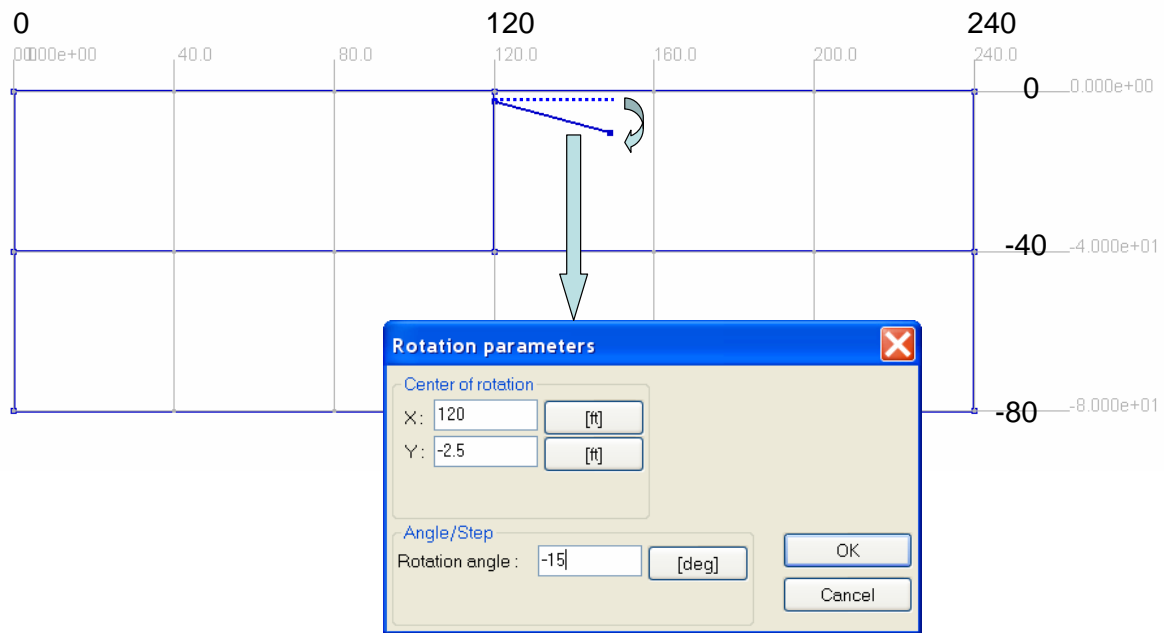 0 120 240
0.000e+00 40.0 80.0 120.0 160.0 200.0 240.0
0 0.000e+00
-40 -4.000e+01
Rotation parameters
Center of rotation
X: 120 [ft]
-80 -8.000e+01
Y: -2.5 [ft]
Angle/Step
Rotation angle : -15 [deg]
OK
Cancel